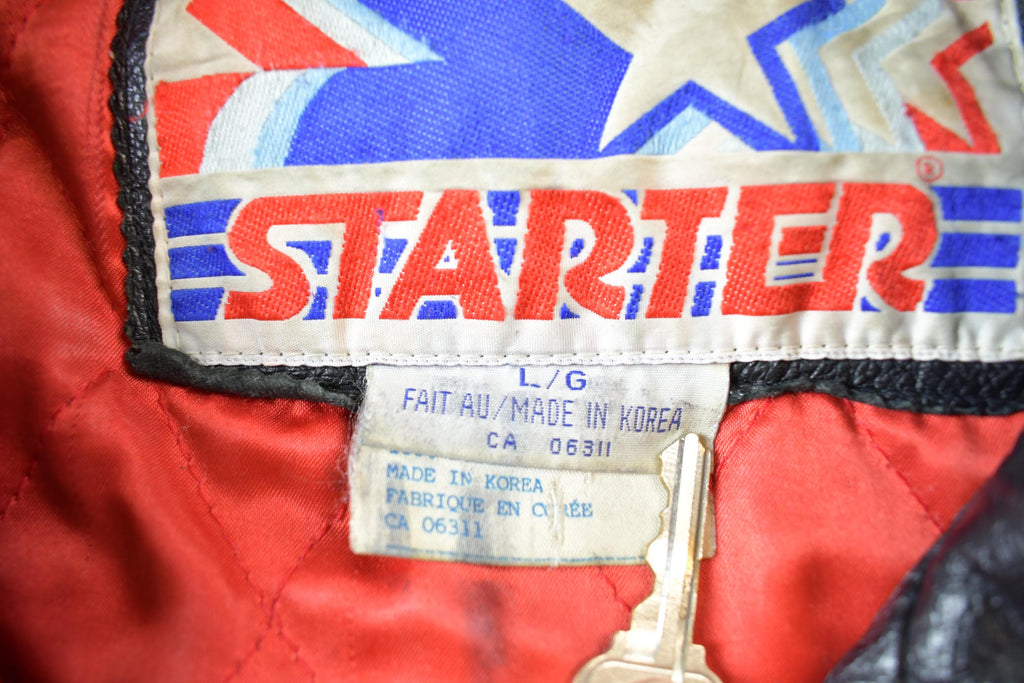 STARTER®
L/G
FAIT AU/MADE IN KOREA
CA 06311
MADE IN KOREA
FABRIQUE EN CORÉE
CA 06311